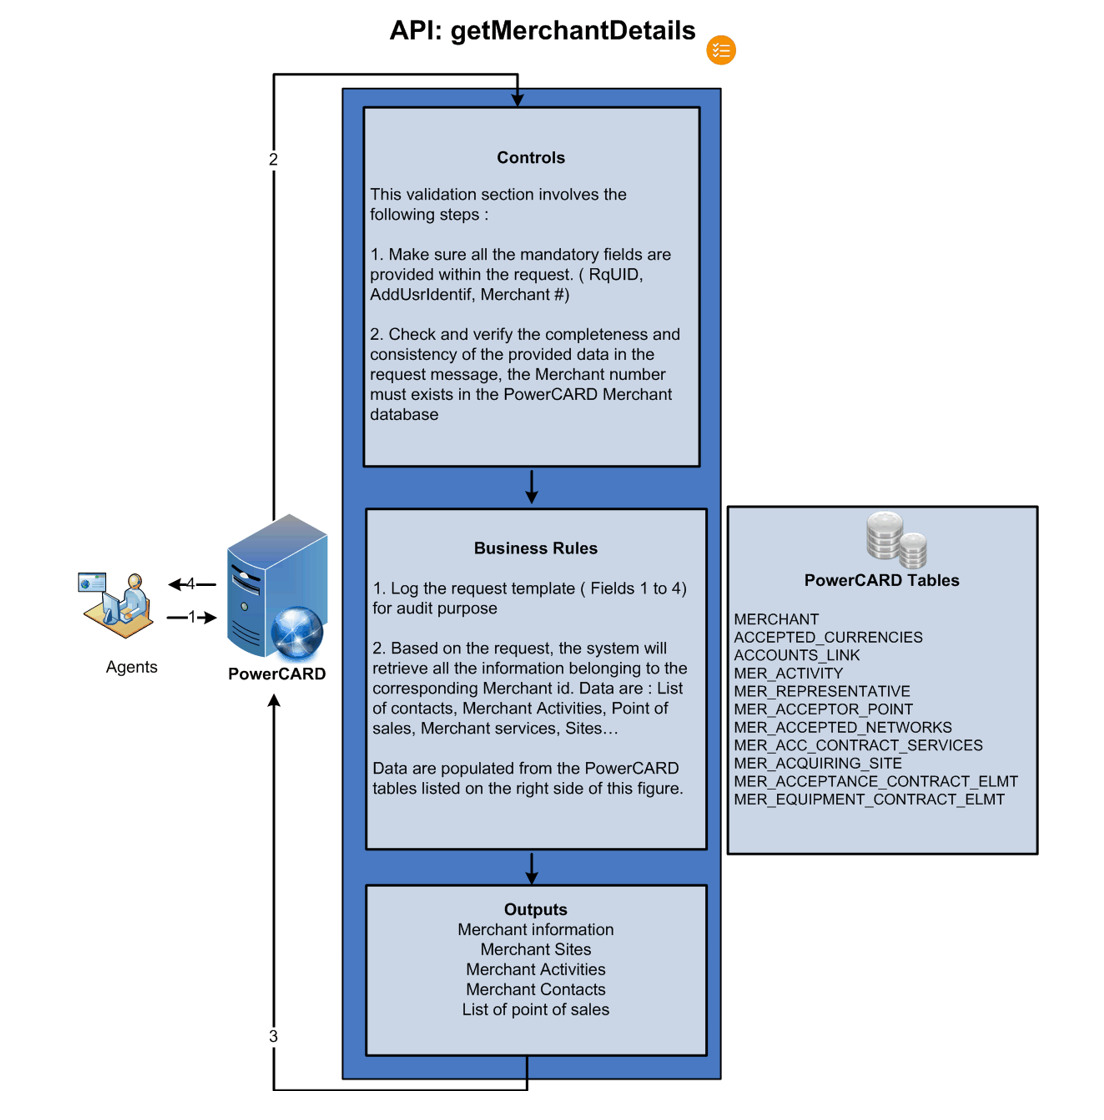 API: getMerchantDetails
2
Controls
This validation section involves the
following steps :
1. Make sure all the mandatory fields are
provided within the request. ( RqUID,
AddUsrIdentif, Merchant #)
2. Check and verify the completeness and
consistency of the provided data in the
request message, the Merchant number
must exists in the PowerCARD Merchant
database
Business Rules
1. Log the request template ( Fields 1 to 4)
for audit purpose
2. Based on the request, the system will
retrieve all the information belonging to the
corresponding Merchant id. Data are : List
of contacts, Merchant Activities, Point of
sales, Merchant services, Sites…
Data are populated from the PowerCARD
tables listed on the right side of this figure.
PowerCARD Tables
MERCHANT
ACCEPTED_CURRENCIES
ACCOUNTS_LINK
MER_ACTIVITY
MER_REPRESENTATIVE
MER_ACCEPTOR_POINT
MER_ACCEPTED_NETWORKS
MER_ACC_CONTRACT_SERVICES
MER_ACQUIRING_SITE
MER_ACCEPTANCE_CONTRACT_ELMT
MER_EQUIPMENT_CONTRACT_ELMT
4
1
Agents
PowerCARD
Outputs
Merchant information
Merchant Sites
Merchant Activities
Merchant Contacts
List of point of sales
3